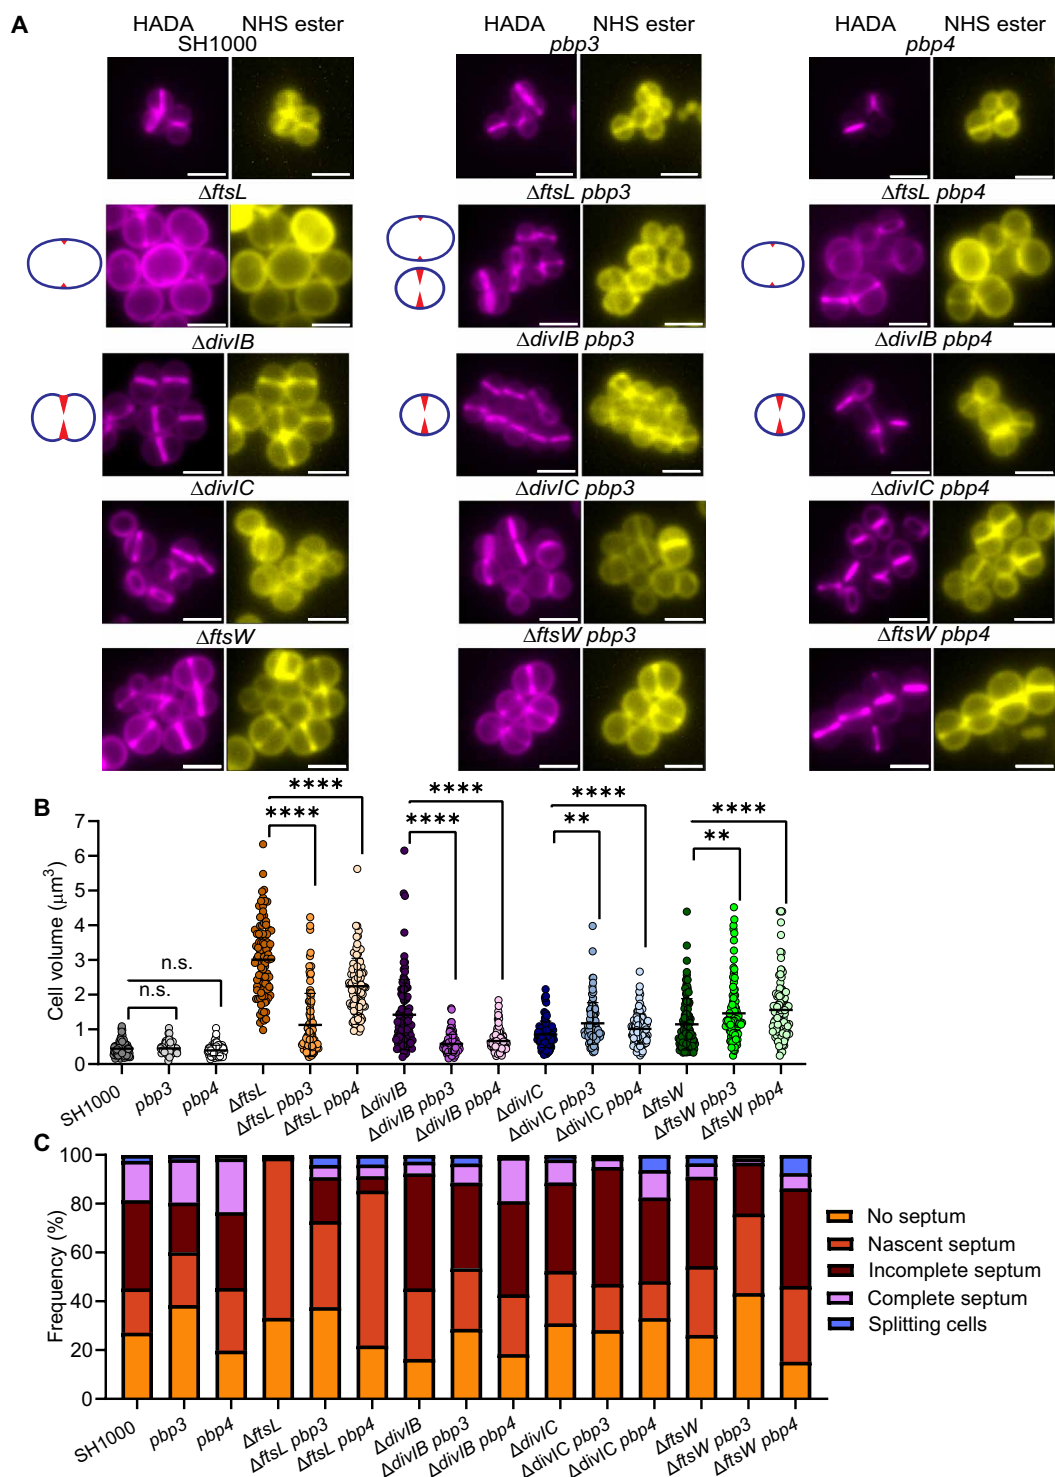 A
HADA NHS ester HADA NHS ester HADA NHS ester
SH1000 pbp3 pbp4
ΔftsL ΔftsL pbp3 ΔftsL pbp4
ΔdivIB ΔdivIB pbp3 ΔdivIB pbp4
ΔdivIC ΔdivIC pbp3 ΔdivIC pbp4
ΔftsW ΔftsW pbp3 ΔftsW pbp4
B
Cell volume (μm³)
7
6
5
4
3
2
1
0
n.s.
n.s.
****
****
****
****
****
**
****
**
SH1000 pbp3 pbp4 ΔftsL ΔftsL pbp3 ΔftsL pbp4 ΔdivIB ΔdivIB pbp3 ΔdivIB pbp4 ΔdivIC ΔdivIC pbp3 ΔdivIC pbp4 ΔftsW ΔftsW pbp3 ΔftsW pbp4
C
Frequency (%)
100
80
60
40
20
0
No septum
Nascent septum
Incomplete septum
Complete septum
Splitting cells
SH1000 pbp3 pbp4 ΔftsL ΔftsL pbp3 ΔftsL pbp4 ΔdivIB ΔdivIB pbp3 ΔdivIB pbp4 ΔdivIC ΔdivIC pbp3 ΔdivIC pbp4 ΔftsW ΔftsW pbp3 ΔftsW pbp4